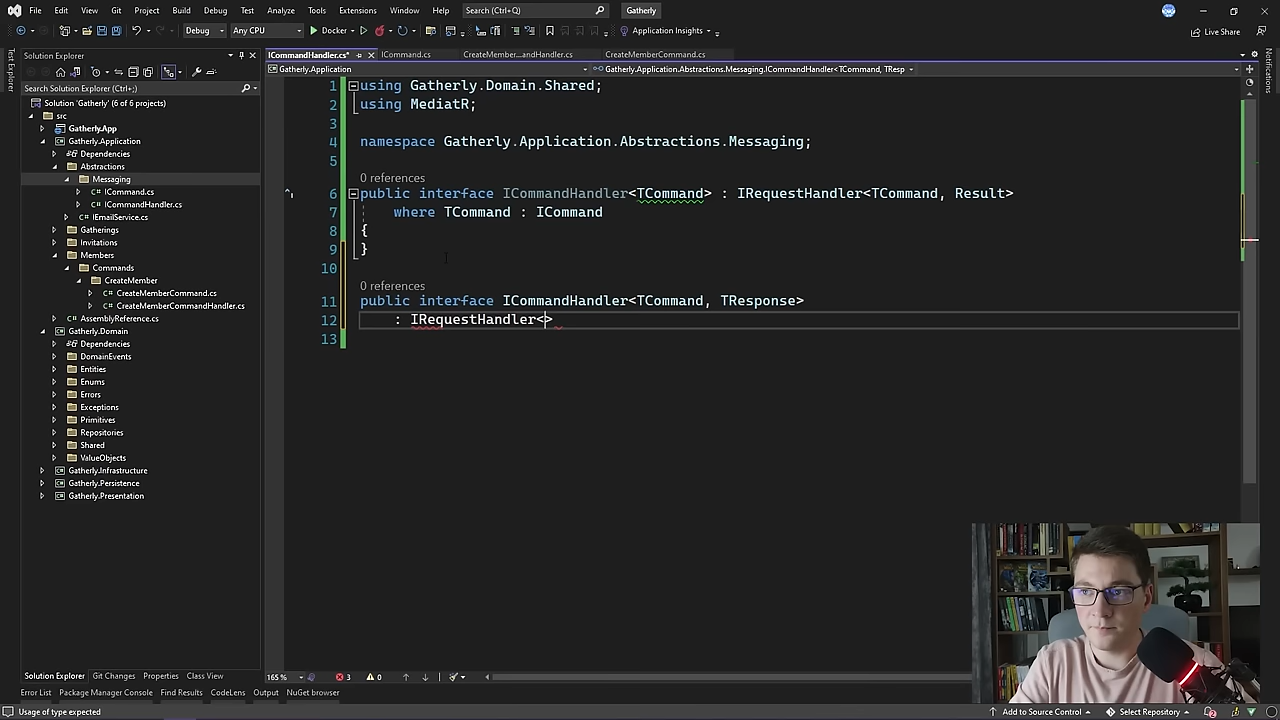 File Edit View Git Project Build Debug Test Analyze Tools Extensions Window Help Search (Ctrl+Q) Gatherly
Debug Any CPU Docker Application Insights Live Share
Test Explorer
Notifications
Solution Explorer
Search Solution Explorer (Ctrl+;)
Solution 'Gatherly' (6 of 6 projects)
src
Gatherly.App
Gatherly.Application
Dependencies
Abstractions
Messaging
ICommand.cs
ICommandHandler.cs
IEmailService.cs
Gatherings
Invitations
Members
Commands
CreateMember
CreateMemberCommand.cs
CreateMemberCommandHandler.cs
AssemblyReference.cs
Gatherly.Domain
Dependencies
DomainEvents
Entities
Enums
Errors
Exceptions
Primitives
Repositories
Shared
ValueObjects
Gatherly.Infrastructure
Gatherly.Persistence
Gatherly.Presentation
ICommandHandler.cs* ICommand.cs CreateMember...andHandler.cs CreateMemberCommand.cs
Gatherly.Application Gatherly.Application.Abstractions.Messaging.ICommandHandler<TCommand, TResp
1 using Gatherly.Domain.Shared;
2 using MediatR;
3
4 namespace Gatherly.Application.Abstractions.Messaging;
5
0 references
6 public interface ICommandHandler<TCommand> : IRequestHandler<TCommand, Result>
7 where TCommand : ICommand
8 {
9 }
10
0 references
11 public interface ICommandHandler<TCommand, TResponse>
12 : IRequestHandler<>
13
165 % 3 0
Solution Explorer Git Changes Properties Class View
Error List Package Manager Console Find Results CodeLens Output NuGet browser
Usage of type expected Add to Source Control Select Repository 2